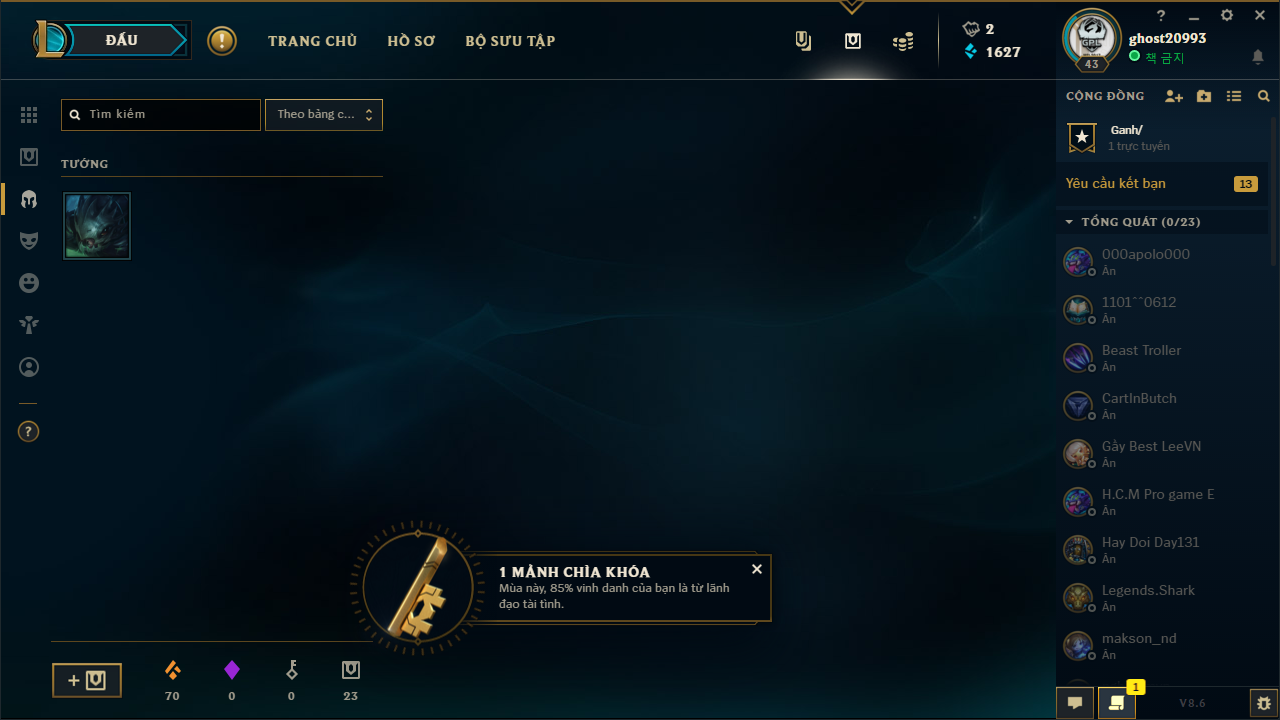 ĐẤU
!
TRANG CHỦ
HỒ SƠ
BỘ SƯU TẬP
2
1627
?
GPL
43
ghost20993
책 금지
CỘNG ĐỒNG
Ganh/
1 trực tuyến
Yêu cầu kết bạn
13
TỔNG QUÁT (0/23)
000apolo000
Ẩn
1101ˆˆ0612
Ẩn
Beast Troller
Ẩn
CartInButch
Ẩn
Gầy Best LeeVN
Ẩn
H.C.M Pro game E
Ẩn
Hay Doi Day131
Ẩn
Legends.Shark
Ẩn
makson_nd
Ẩn
1
V8.6
Tìm kiếm
Theo bảng c...
TƯỚNG
?
1 MẢNH CHÌA KHÓA
Mùa này, 85% vinh danh của bạn là từ lãnh
đạo tài tình.
+
70
0
0
23